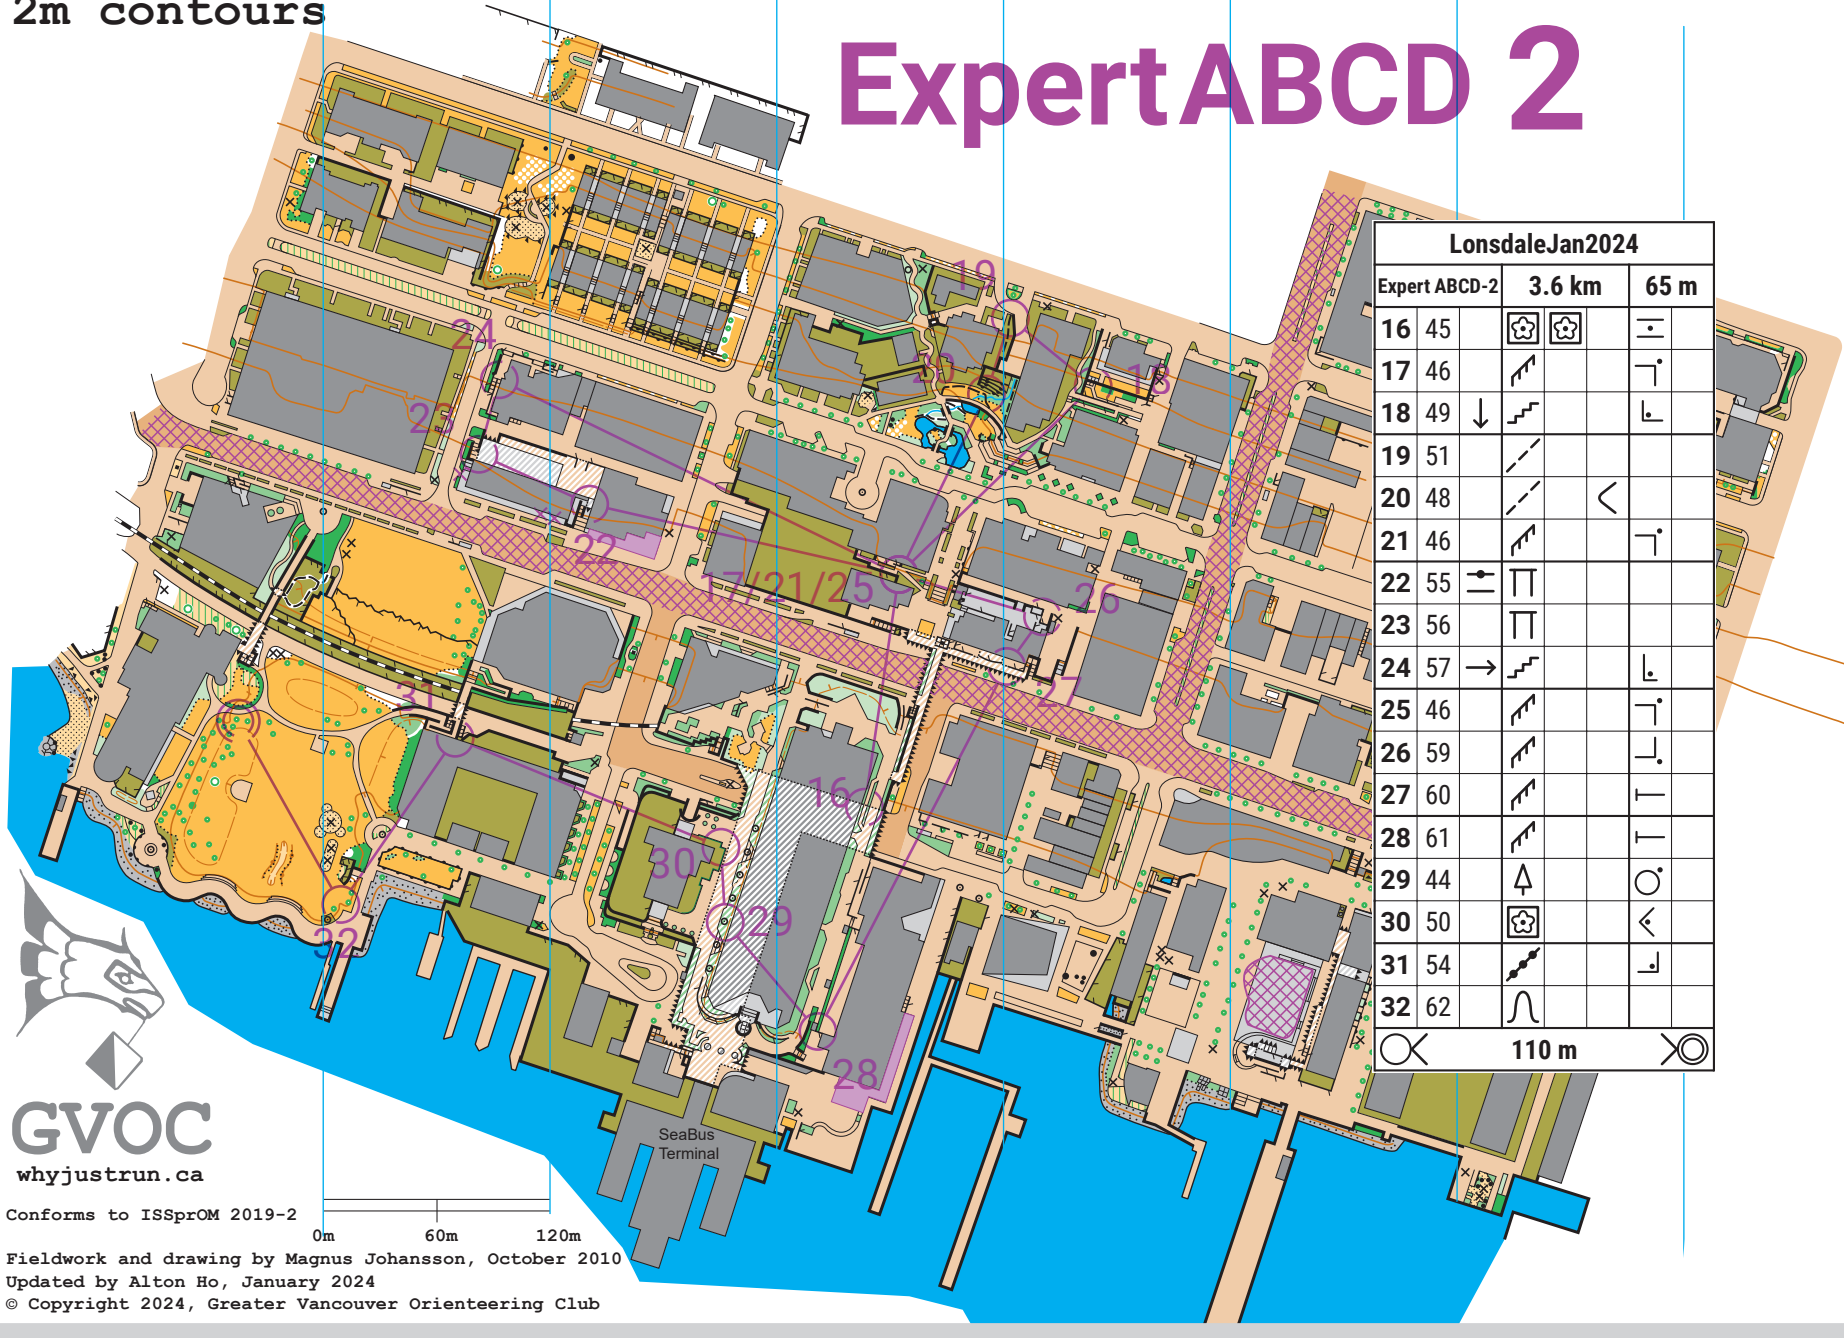 2m contours
Expert ABCD 2
LonsdaleJan2024
Expert ABCD-2 3.6 km 65 m
16 45
17 46
18 49
19 51
20 48
21 46
22 55
23 56
24 57
25 46
26 59
27 60
28 61
29 44
30 50
31 54
32 62
110 m
19
24
20
18
23
22
17/21/25
26
27
31
16
30
29
32
28
SeaBus
Terminal
GVOC
whyjustrun.ca
Conforms to ISSprOM 2019-2
0m 60m 120m
Fieldwork and drawing by Magnus Johansson, October 2010
Updated by Alton Ho, January 2024
© Copyright 2024, Greater Vancouver Orienteering Club